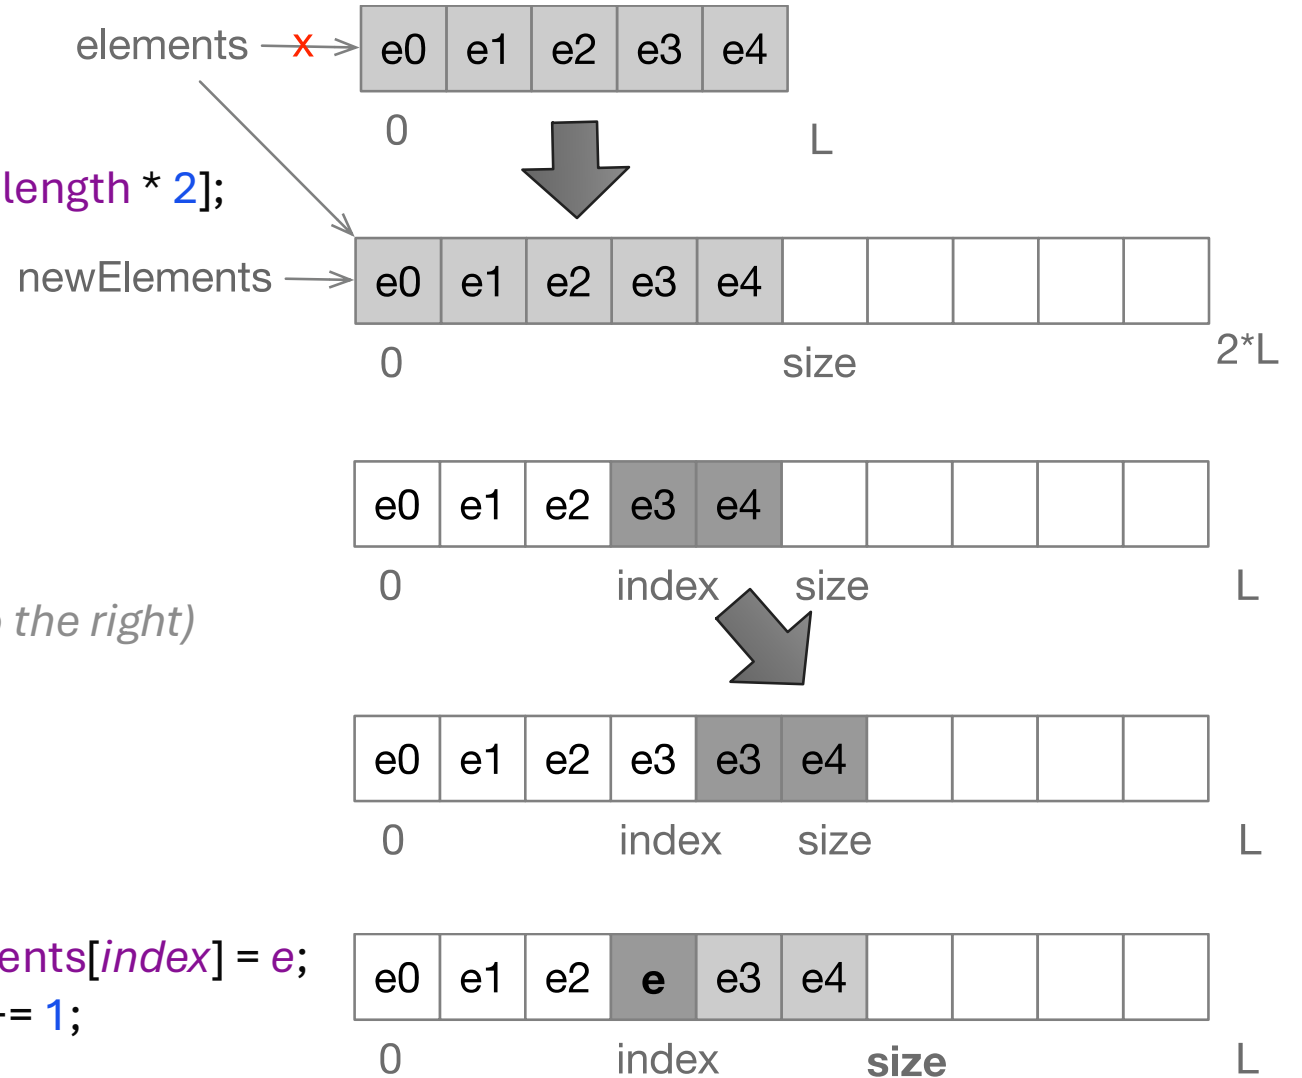 elements x e0 e1 e2 e3 e4
0 L
length * 2];
newElements e0 e1 e2 e3 e4
0 size 2*L
e0 e1 e2 e3 e4
0 index size L
the right)
e0 e1 e2 e3 e3 e4
0 index size L
ents[index] = e;
e0 e1 e2 e e3 e4
= 1;
0 index size L